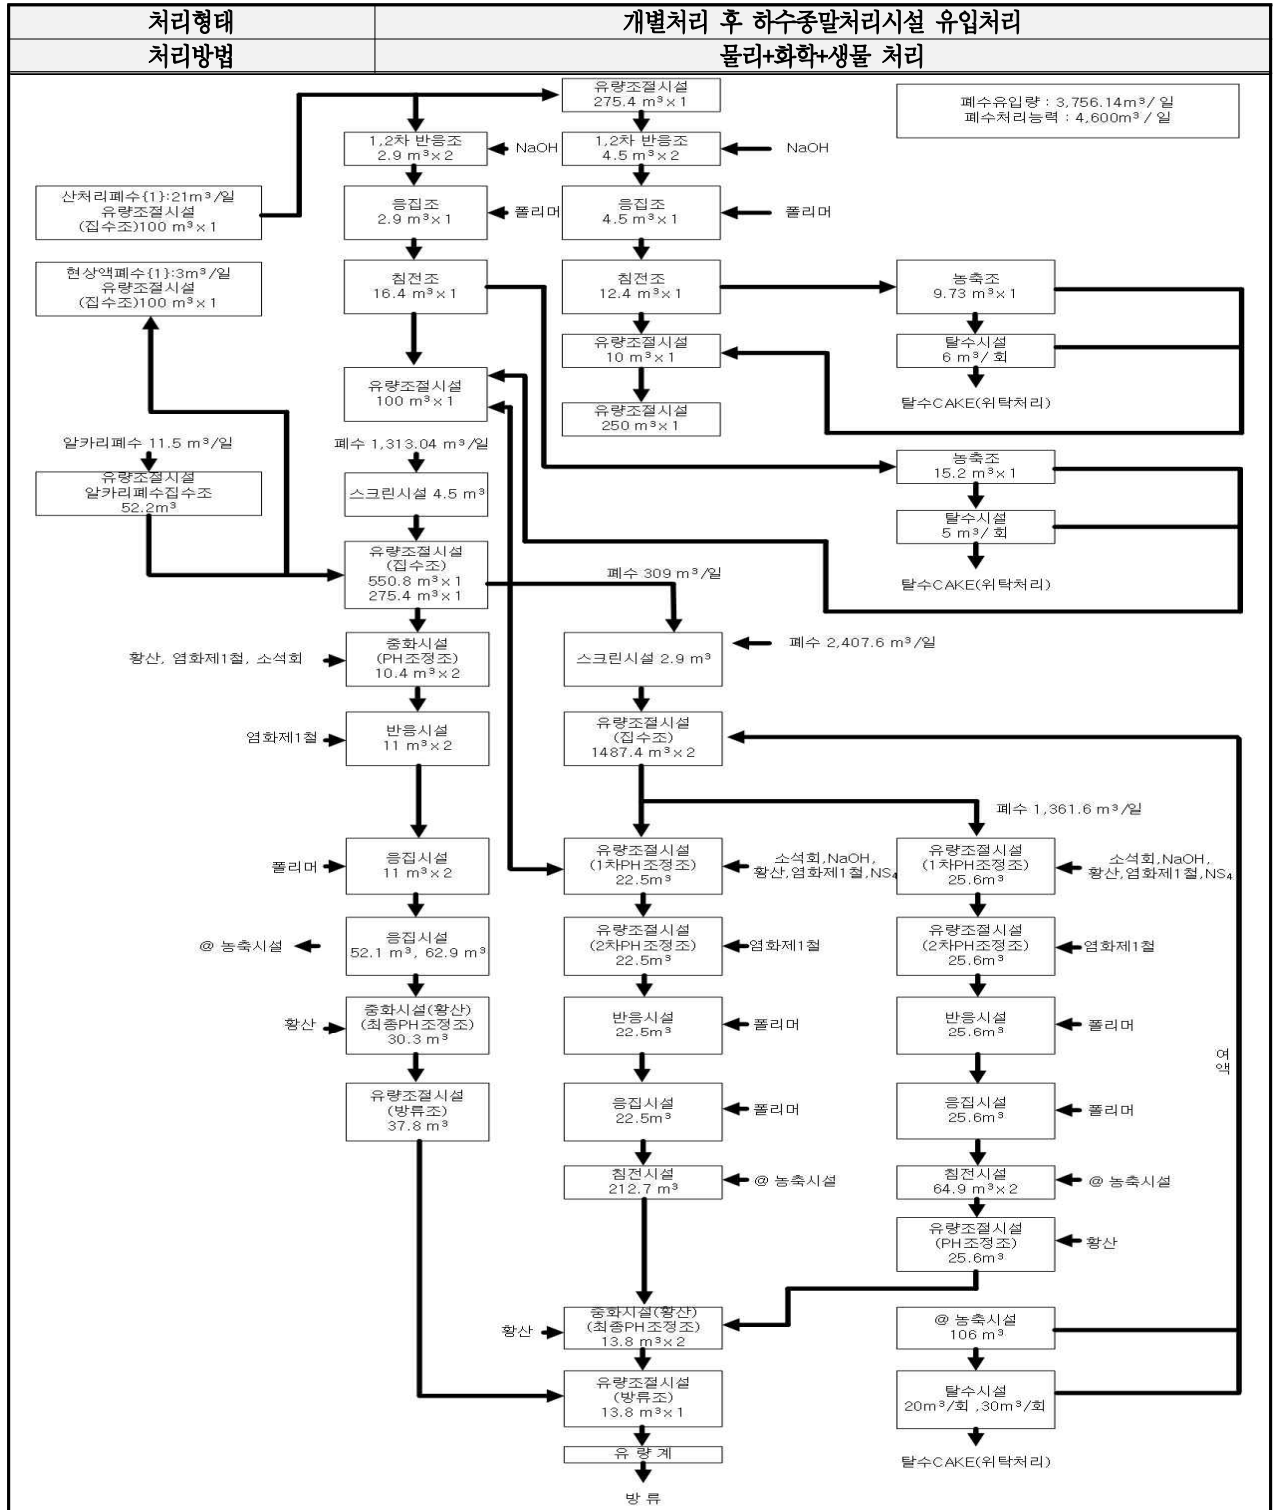 처리형태
개별처리 후 하수종말처리시설 유입처리
처리방법
물리+화학+생물 처리
폐수유입량 : 3,756.14m³/ 일
폐수처리능력 : 4,600m³ / 일
유량조절시설
275.4 m³×1
1,2차 반응조
2.9 m³×2
NaOH
1,2차 반응조
4.5 m³×2
NaOH
산처리폐수{1}:21m³/일
유량조절시설
(집수조)100 m³×1
응집조
2.9 m³×1
폴리머
응집조
4.5 m³×1
폴리머
현상액폐수{1}:3m³/일
유량조절시설
(집수조)100 m³×1
침전조
16.4 m³×1
침전조
12.4 m³×1
농축조
9.73 m³×1
유량조절시설
10 m³×1
탈수시설
6 m³/ 회
유량조절시설
100 m³×1
유량조절시설
250 m³×1
탈수CAKE(위탁처리)
알카리폐수 11.5 m³/일
폐수 1,313.04 m³/일
유량조절시설
알카리폐수집수조
52.2m³
스크린시설 4.5 m³
농축조
15.2 m³×1
탈수시설
5 m³/ 회
탈수CAKE(위탁처리)
유량조절시설
(집수조)
550.8 m³×1
275.4 m³×1
폐수 309 m³/일
황산, 염화제1철, 소석회
중화시설
(PH조정조)
10.4 m³×2
스크린시설 2.9 m³
폐수 2,407.6 m³/일
염화제1철
반응시설
11 m³×2
유량조절시설
(집수조)
1487.4 m³×2
폐수 1,361.6 m³/일
폴리머
응집시설
11 m³×2
유량조절시설
(1차PH조정조)
22.5m³
소석회,NaOH,
황산,염화제1철,NS₄
유량조절시설
(1차PH조정조)
25.6m³
소석회,NaOH,
황산,염화제1철,NS₄
@ 농축시설
응집시설
52.1 m³, 62.9 m³
유량조절시설
(2차PH조정조)
22.5m³
염화제1철
유량조절시설
(2차PH조정조)
25.6m³
염화제1철
황산
중화시설(황산)
(최종PH조정조)
30.3 m³
반응시설
22.5m³
폴리머
반응시설
25.6m³
폴리머
여
액
유량조절시설
(방류조)
37.8 m³
응집시설
22.5m³
폴리머
응집시설
25.6m³
폴리머
침전시설
212.7 m³
@ 농축시설
침전시설
64.9 m³×2
@ 농축시설
유량조절시설
(PH조정조)
25.6m³
황산
황산
중화시설(황산)
(최종PH조정조)
13.8 m³×2
@ 농축시설
106 m³
유량조절시설
(방류조)
13.8 m³×1
탈수시설
20m³/회 ,30m³/회
유 량 계
탈수CAKE(위탁처리)
방 류